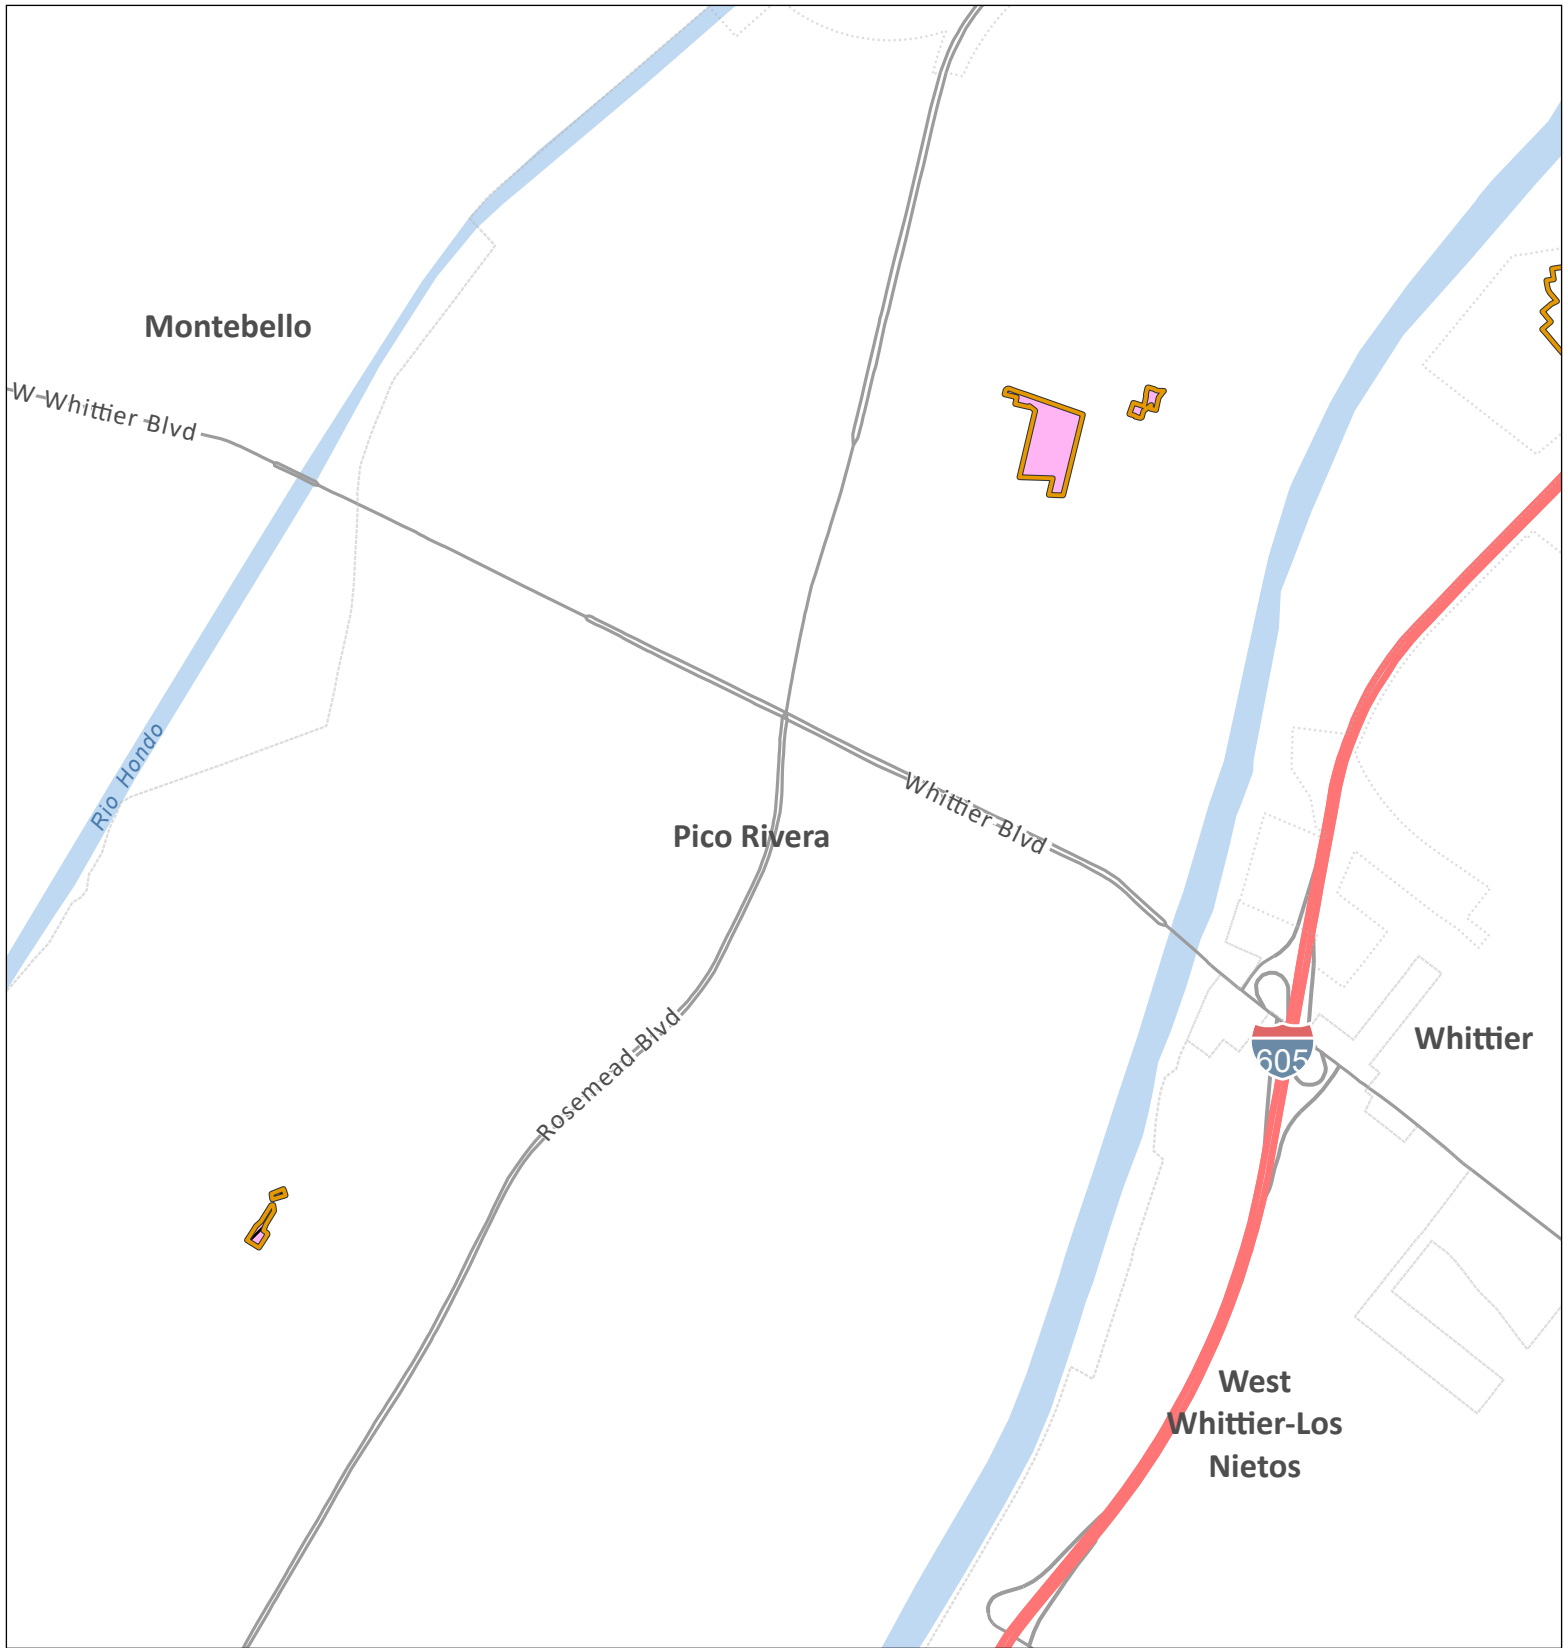 Montebello
W Whittier Blvd
Rio Hondo
Whittier Blvd
Pico Rivera
Rosemead Blvd
Whittier
605
West
Whittier-Los
Nietos